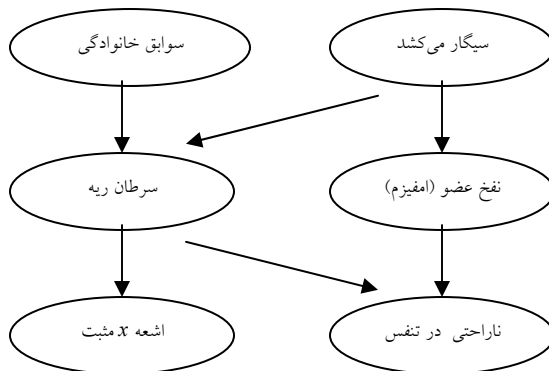 سیگار می‌کشد
سوابق خانوادگی
نفخ عضو (امفیزم)
سرطان ریه
ناراحتی در تنفس
اشعه x مثبت